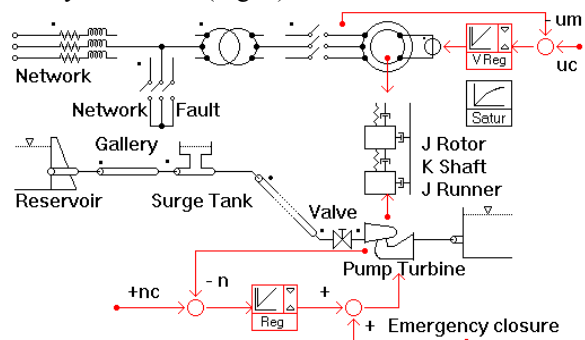 - um
Network
V Reg
uc
Network Fault
Satur
Gallery
J Rotor
K Shaft
J Runner
Reservoir
Surge Tank
Valve
Pump Turbine
+nc
- n
+
Reg
+ Emergency closure